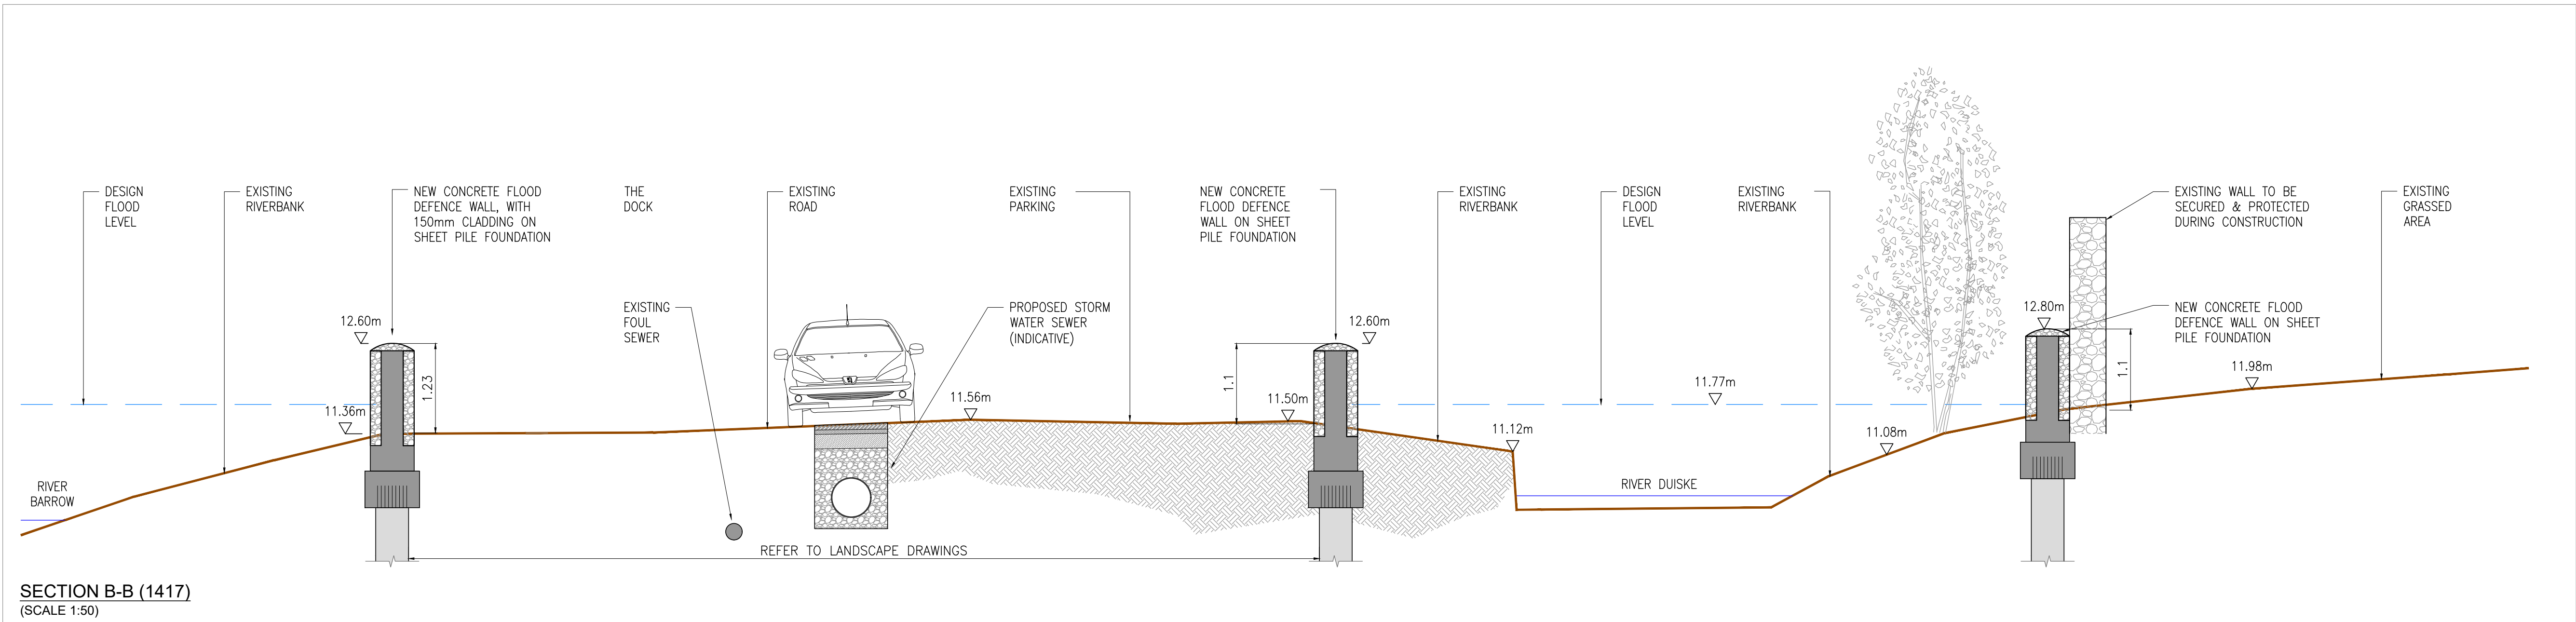 DESIGN
FLOOD
LEVEL
EXISTING
RIVERBANK
NEW CONCRETE FLOOD
DEFENCE WALL, WITH
150mm CLADDING ON
SHEET PILE FOUNDATION
THE
DOCK
EXISTING
ROAD
EXISTING
PARKING
NEW CONCRETE
FLOOD DEFENCE
WALL ON SHEET
PILE FOUNDATION
EXISTING
RIVERBANK
DESIGN
FLOOD
LEVEL
EXISTING
RIVERBANK
EXISTING WALL TO BE
SECURED & PROTECTED
DURING CONSTRUCTION
EXISTING
GRASSED
AREA
EXISTING
FOUL
SEWER
PROPOSED STORM
WATER SEWER
(INDICATIVE)
NEW CONCRETE FLOOD
DEFENCE WALL ON SHEET
PILE FOUNDATION
12.60m
12.60m
12.80m
1.23
1.1
1.1
11.36m
11.56m
11.50m
11.77m
11.98m
11.12m
11.08m
RIVER
BARROW
RIVER DUISKE
REFER TO LANDSCAPE DRAWINGS
SECTION B-B (1417)
(SCALE 1:50)